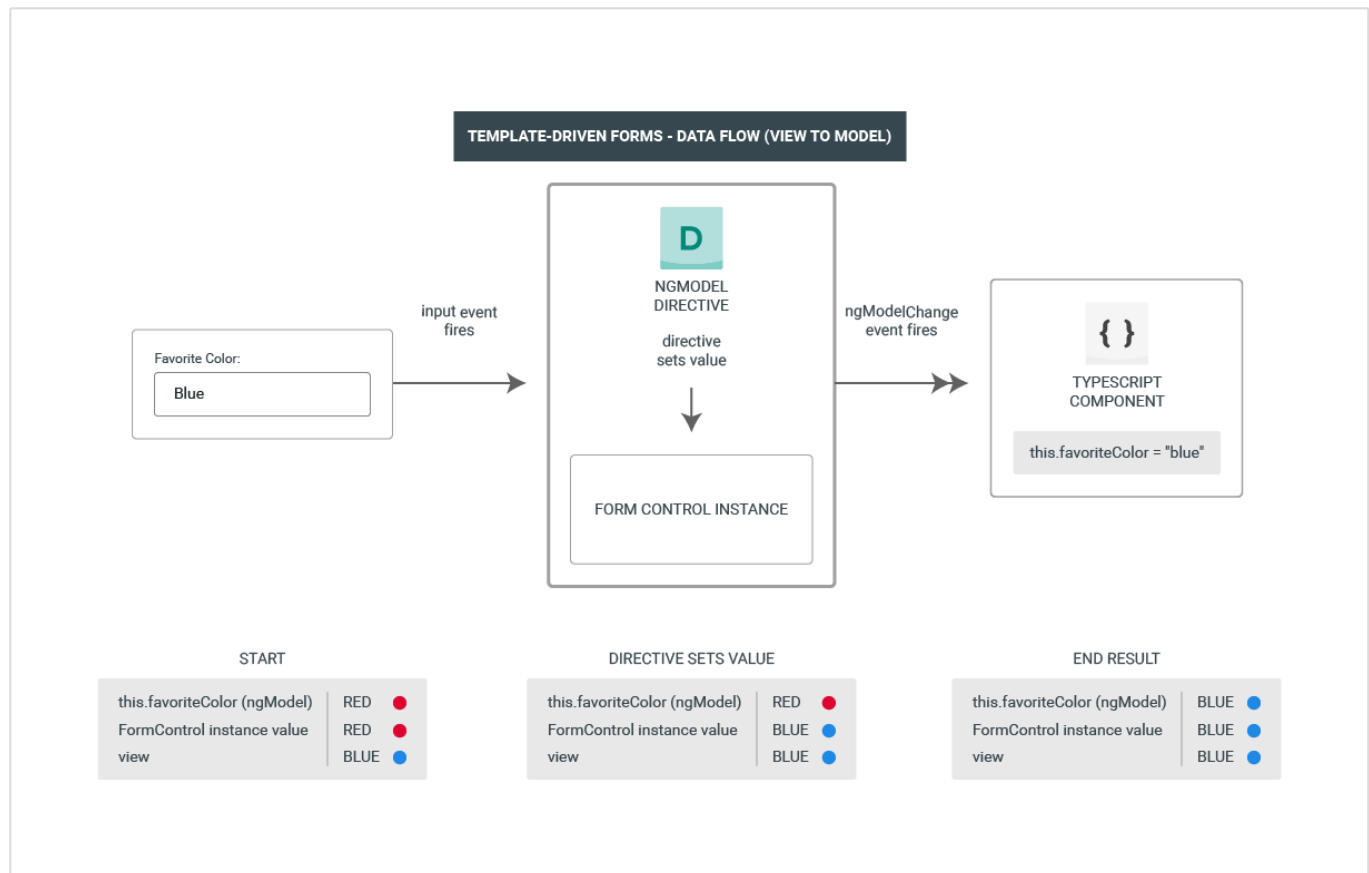 TEMPLATE-DRIVEN FORMS - DATA FLOW (VIEW TO MODEL)
Favorite Color:
Blue
input event
fires
D
NGMODEL
DIRECTIVE
directive
sets value
FORM CONTROL INSTANCE
ngModelChange
event fires
{ }
TYPESCRIPT
COMPONENT
this.favoriteColor = "blue"
START
this.favoriteColor (ngModel) RED
FormControl instance value RED
view BLUE
DIRECTIVE SETS VALUE
this.favoriteColor (ngModel) RED
FormControl instance value BLUE
view BLUE
END RESULT
this.favoriteColor (ngModel) BLUE
FormControl instance value BLUE
view BLUE